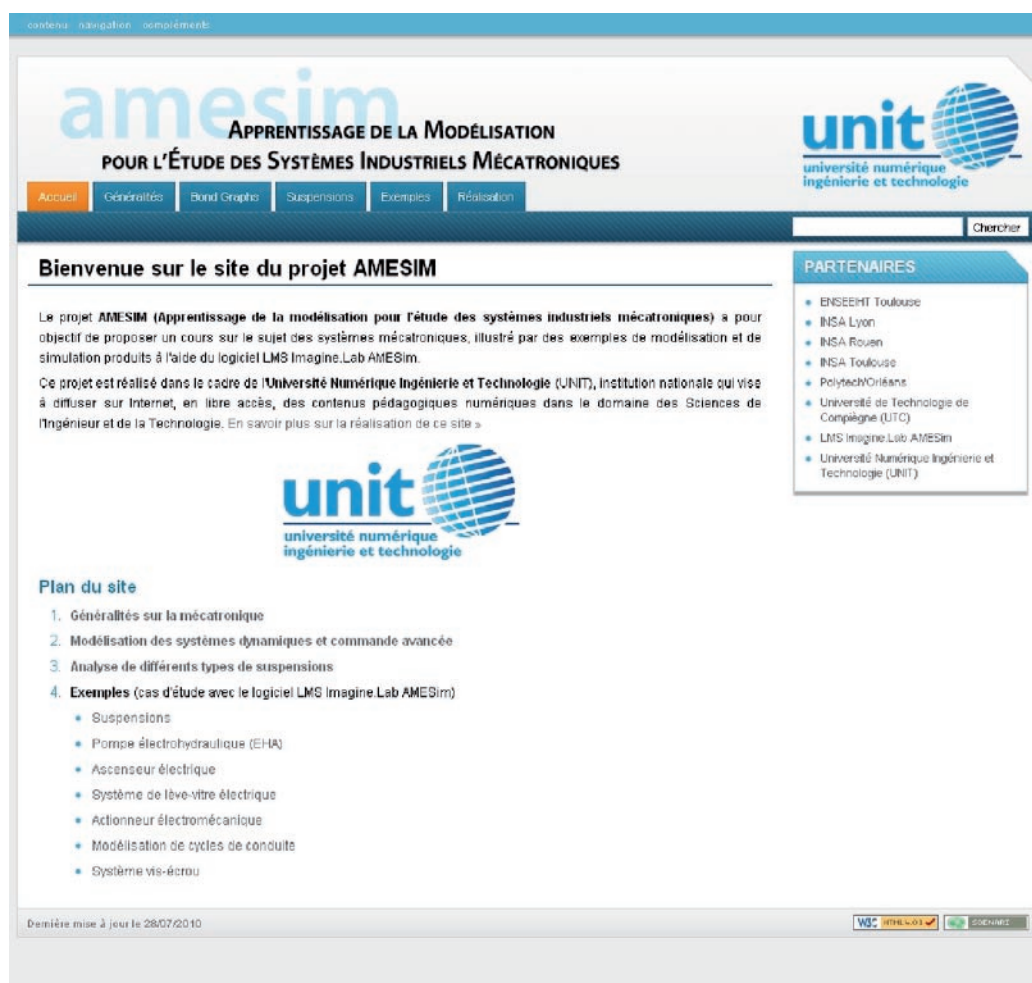 contenu navigation compléments
amesim
APPRENTISSAGE DE LA MODÉLISATION
POUR L'ÉTUDE DES SYSTÈMES INDUSTRIELS MÉCATRONIQUES
unit
université numérique
ingénierie et technologie
Accueil Généralités Bond Graphs Suspensions Exemples Réalisation
Chercher
Bienvenue sur le site du projet AMESIM
Le projet AMESIM (Apprentissage de la modélisation pour l'étude des systèmes industriels mécatroniques) a pour
objectif de proposer un cours sur le sujet des systèmes mécatroniques, illustré par des exemples de modélisation et de
simulation produits à l'aide du logiciel LMS Imagine.Lab AMESim.
Ce projet est réalisé dans le cadre de l'Université Numérique Ingénierie et Technologie (UNIT), institution nationale qui vise
à diffuser sur Internet, en libre accès, des contenus pédagogiques numériques dans le domaine des Sciences de
l'Ingénieur et de la Technologie. En savoir plus sur la réalisation de ce site »
unit
université numérique
ingénierie et technologie
Plan du site
1. Généralités sur la mécatronique
2. Modélisation des systèmes dynamiques et commande avancée
3. Analyse de différents types de suspensions
4. Exemples (cas d'étude avec le logiciel LMS Imagine.Lab AMESim)
Suspensions
Pompe électrohydraulique (EHA)
Ascenseur électrique
Système de lève-vitre électrique
Actionneur électromécanique
Modélisation de cycles de conduite
Système vis-écrou
PARTENAIRES
ENSEEIHT Toulouse
INSA Lyon
INSA Rouen
INSA Toulouse
Polytech'Orléans
Université de Technologie de
Compiègne (UTC)
LMS Imagine.Lab AMESim
Université Numérique Ingénierie et
Technologie (UNIT)
Dernière mise à jour le 28/07/2010
W3C HTML 4.01 SCENARI